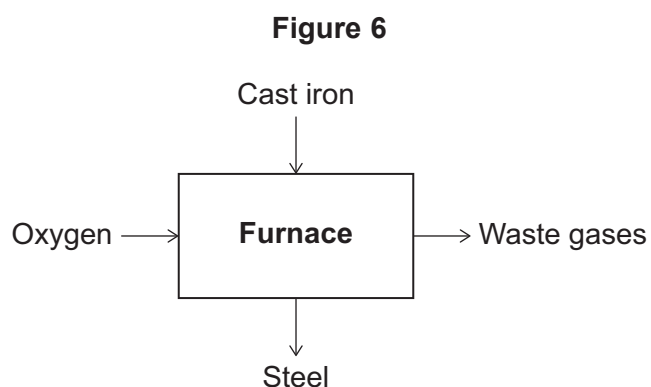 Figure 6
Cast iron
Oxygen
Furnace
Waste gases
Steel